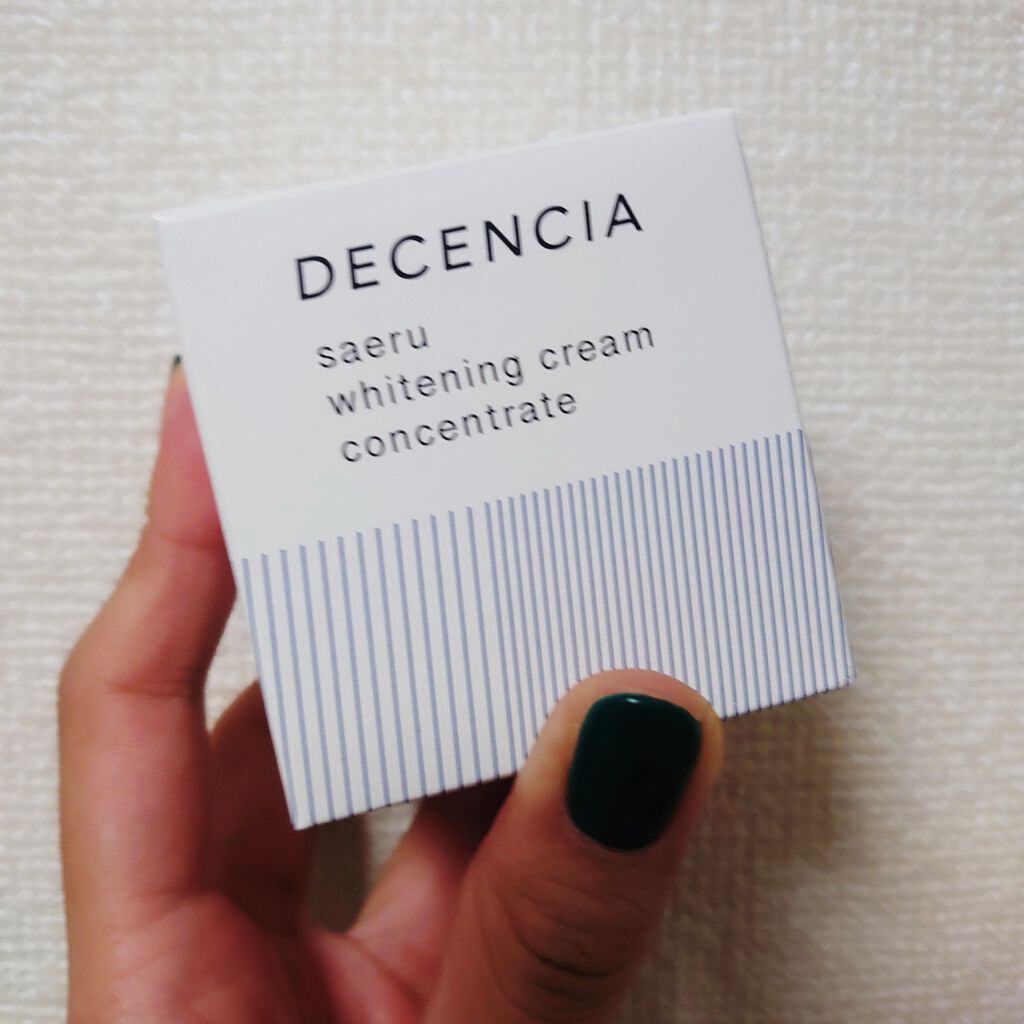 DECENCIA
saeru
whitening cream
concentrate